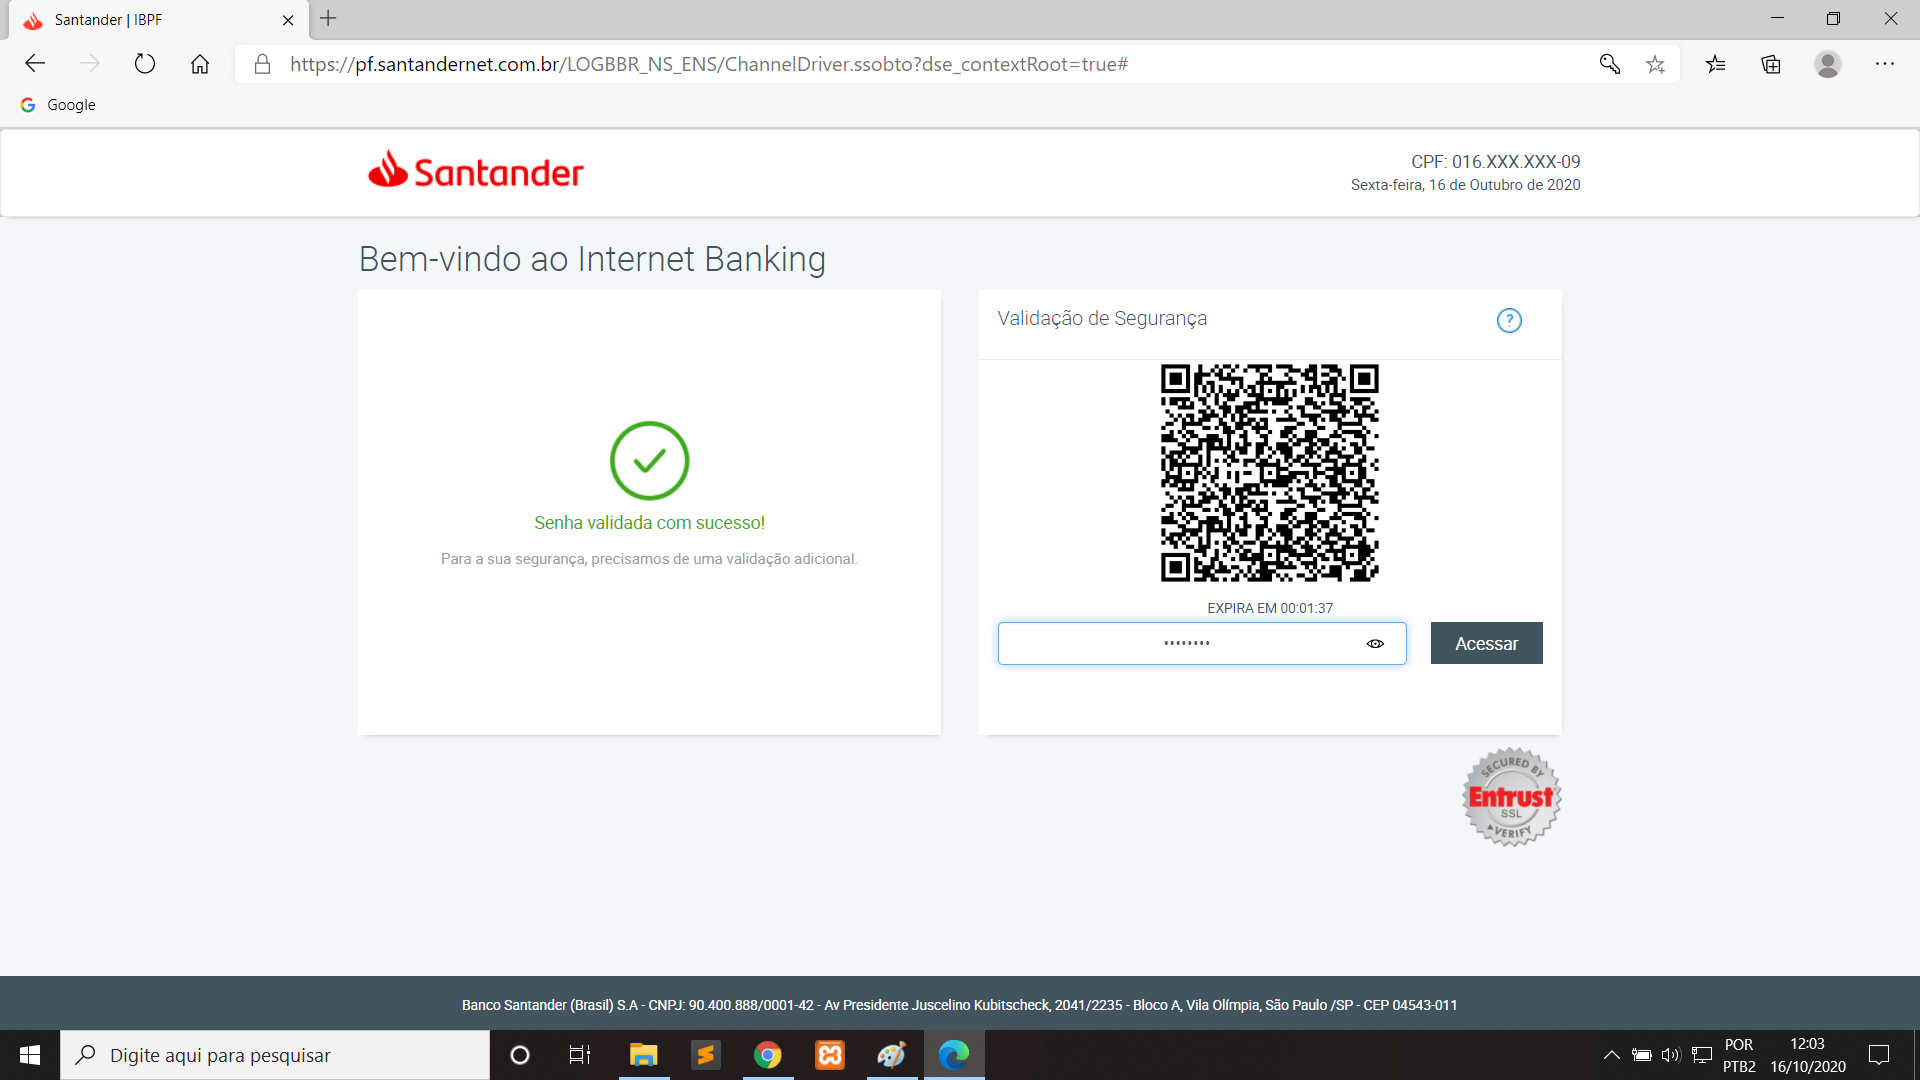 Santander | IBPF
https://pf.santandernet.com.br/LOGBBR_NS_ENS/ChannelDriver.ssobto?dse_contextRoot=true#
Google
Santander
CPF: 016.XXX.XXX-09
Sexta-feira, 16 de Outubro de 2020
Bem-vindo ao Internet Banking
Senha validada com sucesso!
Para a sua segurança, precisamos de uma validação adicional.
Validação de Segurança
?
EXPIRA EM 00:01:37
••••••••
Acessar
SECURED BY
Entrust
SSL
VERIFY
Banco Santander (Brasil) S.A - CNPJ: 90.400.888/0001-42 - Av Presidente Juscelino Kubitscheck, 2041/2235 - Bloco A, Vila Olímpia, São Paulo /SP - CEP 04543-011
Digite aqui para pesquisar
POR
PTB2
12:03
16/10/2020